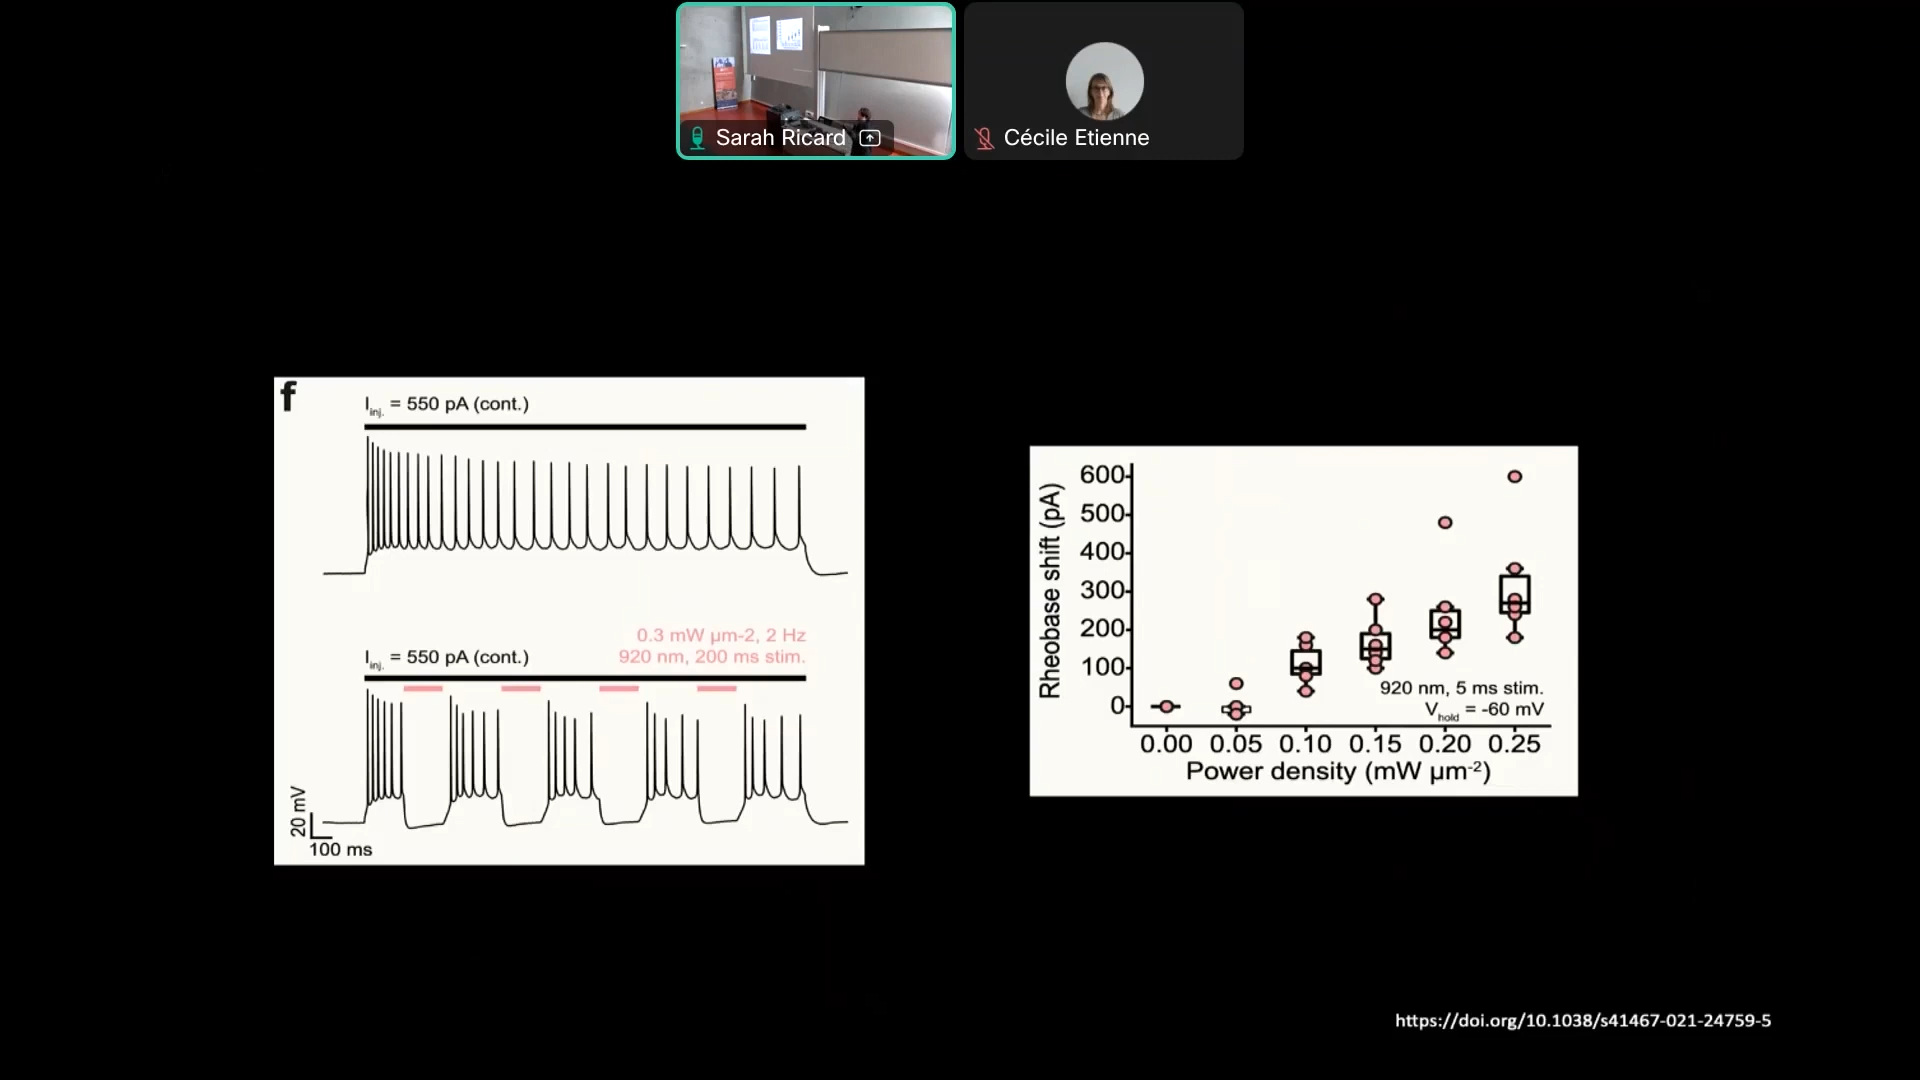 Sarah Ricard
Cécile Etienne
f
Iinj. = 550 pA (cont.)
0.3 mW µm-2, 2 Hz
920 nm, 200 ms stim.
Iinj. = 550 pA (cont.)
20 mV
100 ms
Rheobase shift (pA)
600
500
400
300
200
100
0
920 nm, 5 ms stim.
Vhold = -60 mV
0.00 0.05 0.10 0.15 0.20 0.25
Power density (mW µm-2)
https://doi.org/10.1038/s41467-021-24759-5